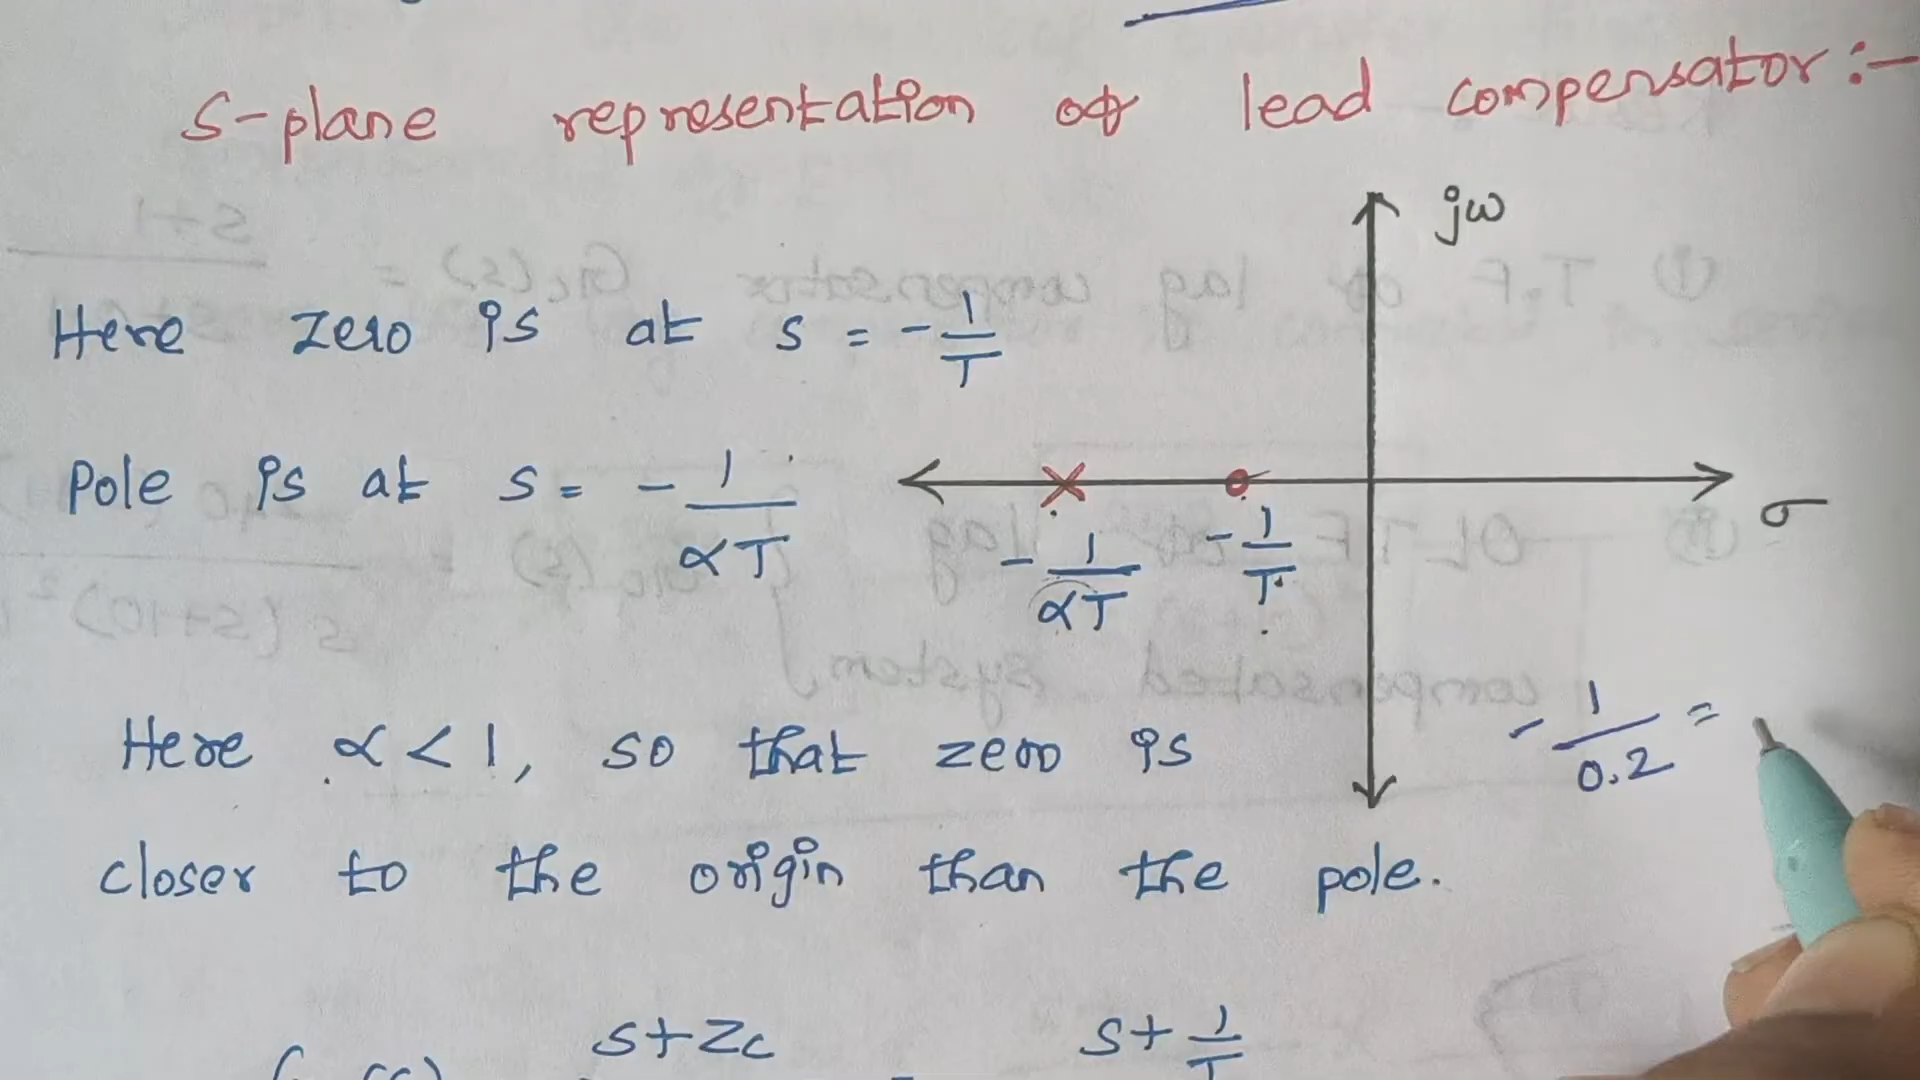 S-plane representation of lead compensator:-
jω
Here zero is at s = -1/T
Pole is at s = -1/αT
σ
-1/αT -1/T
-1/0.2 =
Here α < 1, so that zero is
closer to the origin than the pole.
s+Zc s+1/T